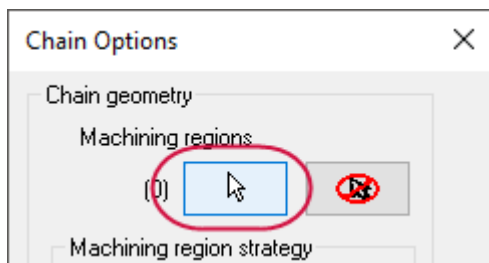 Chain Options
Chain geometry
Machining regions
(0)
Machining region strategy